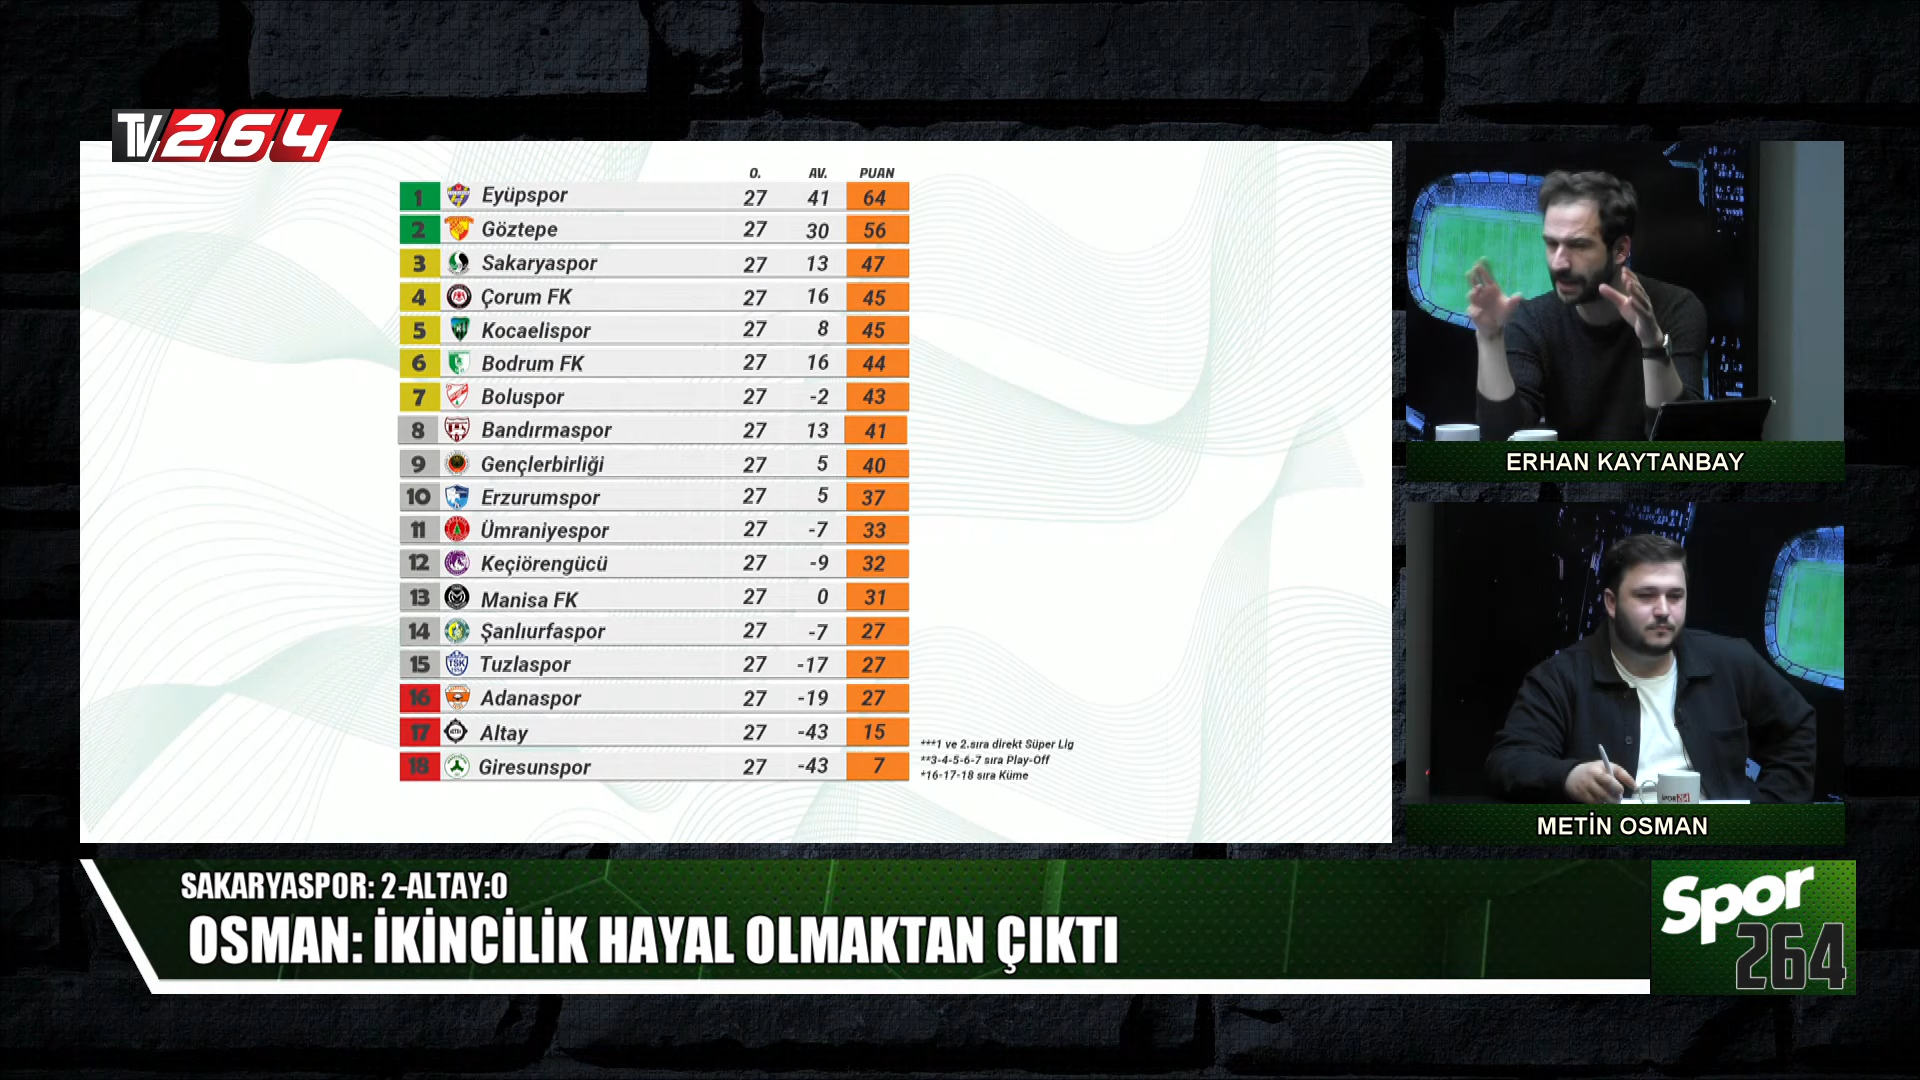 TV264
O. AV. PUAN
1 Eyüpspor 27 41 64
2 Göztepe 27 30 56
3 Sakaryaspor 27 13 47
4 Çorum FK 27 16 45
5 Kocaelispor 27 8 45
6 Bodrum FK 27 16 44
7 Boluspor 27 -2 43
8 Bandırmaspor 27 13 41
9 Gençlerbirliği 27 5 40
10 Erzurumspor 27 5 37
11 Ümraniyespor 27 -7 33
12 Keçiörengücü 27 -9 32
13 Manisa FK 27 0 31
14 Şanlıurfaspor 27 -7 27
15 TSK Tuzlaspor 27 -17 27
16 Adanaspor 27 -19 27
17 Altay 27 -43 15
18 Giresunspor 27 -43 7
***1 ve 2.sıra direkt Süper Lig
**3-4-5-6-7 sıra Play-Off
*16-17-18 sıra Küme
ERHAN KAYTANBAY
SPOR264
METİN OSMAN
SAKARYASPOR: 2-ALTAY:0
OSMAN: İKİNCİLİK HAYAL OLMAKTAN ÇIKTI
Spor
264